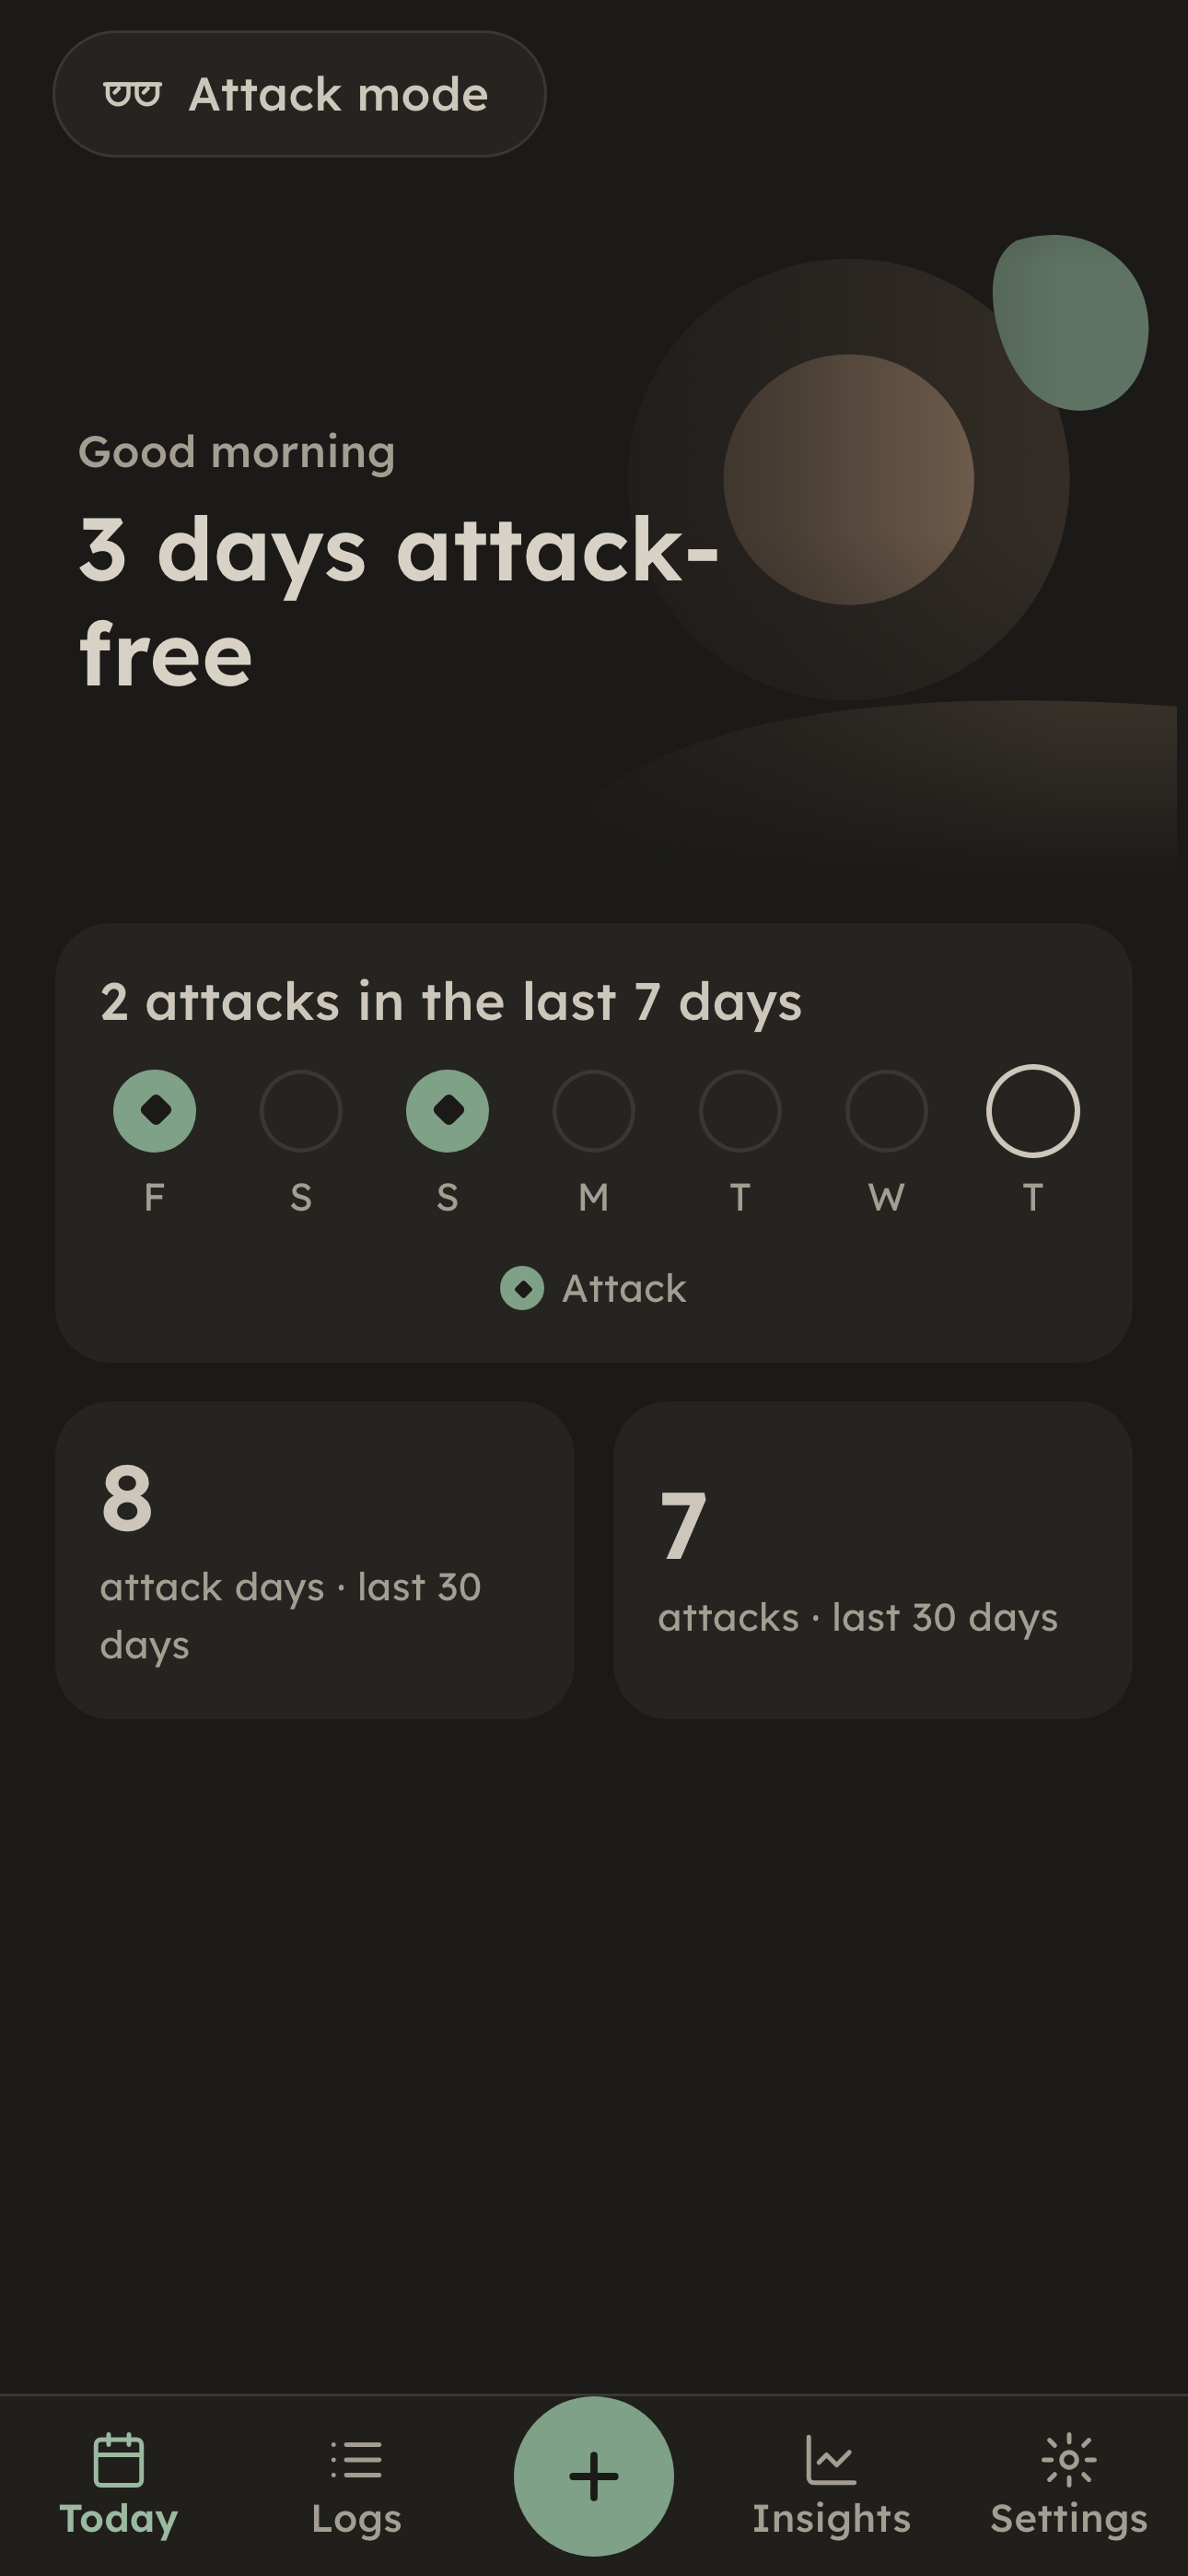 Attack mode
Good morning
3 days attack-
free
2 attacks in the last 7 days
F S S M T W T
Attack
8
attack days · last 30
days
7
attacks · last 30 days
Today Logs Insights Settings